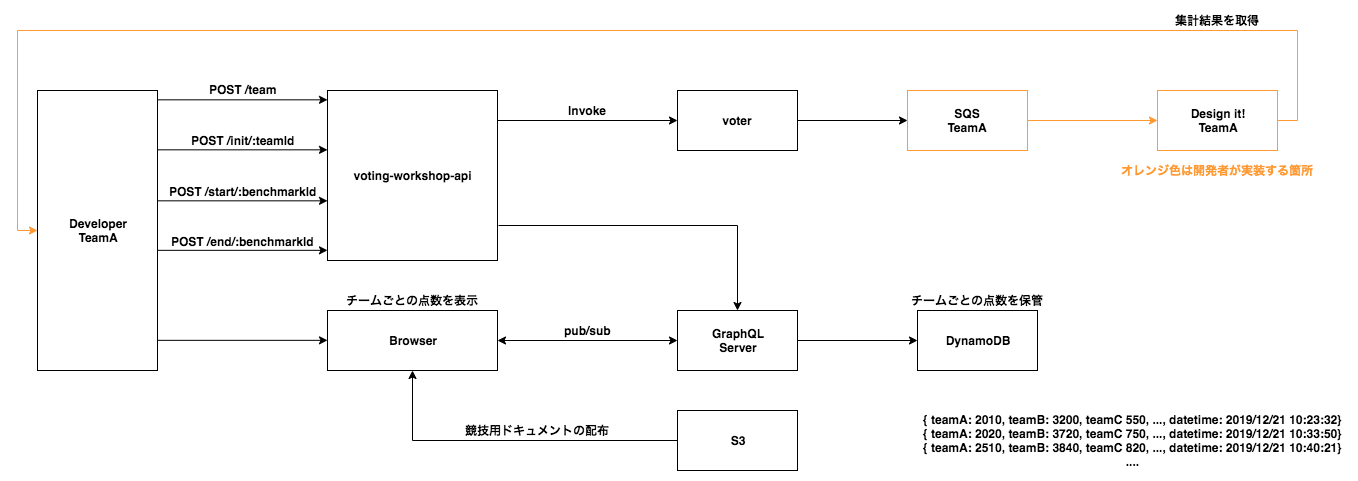 集計結果を取得
POST /team
POST /init/:teamId
POST /start/:benchmarkId
POST /end/:benchmarkId
Developer
TeamA
voting-workshop-api
Invoke
voter
SQS
TeamA
Design it!
TeamA
オレンジ色は開発者が実装する箇所
チームごとの点数を表示
Browser
pub/sub
GraphQL
Server
チームごとの点数を保管
DynamoDB
競技用ドキュメントの配布
S3
{ teamA: 2010, teamB: 3200, teamC 550, ..., datetime: 2019/12/21 10:23:32}
{ teamA: 2020, teamB: 3720, teamC 750, ..., datetime: 2019/12/21 10:33:50}
{ teamA: 2510, teamB: 3840, teamC 820, ..., datetime: 2019/12/21 10:40:21}
....